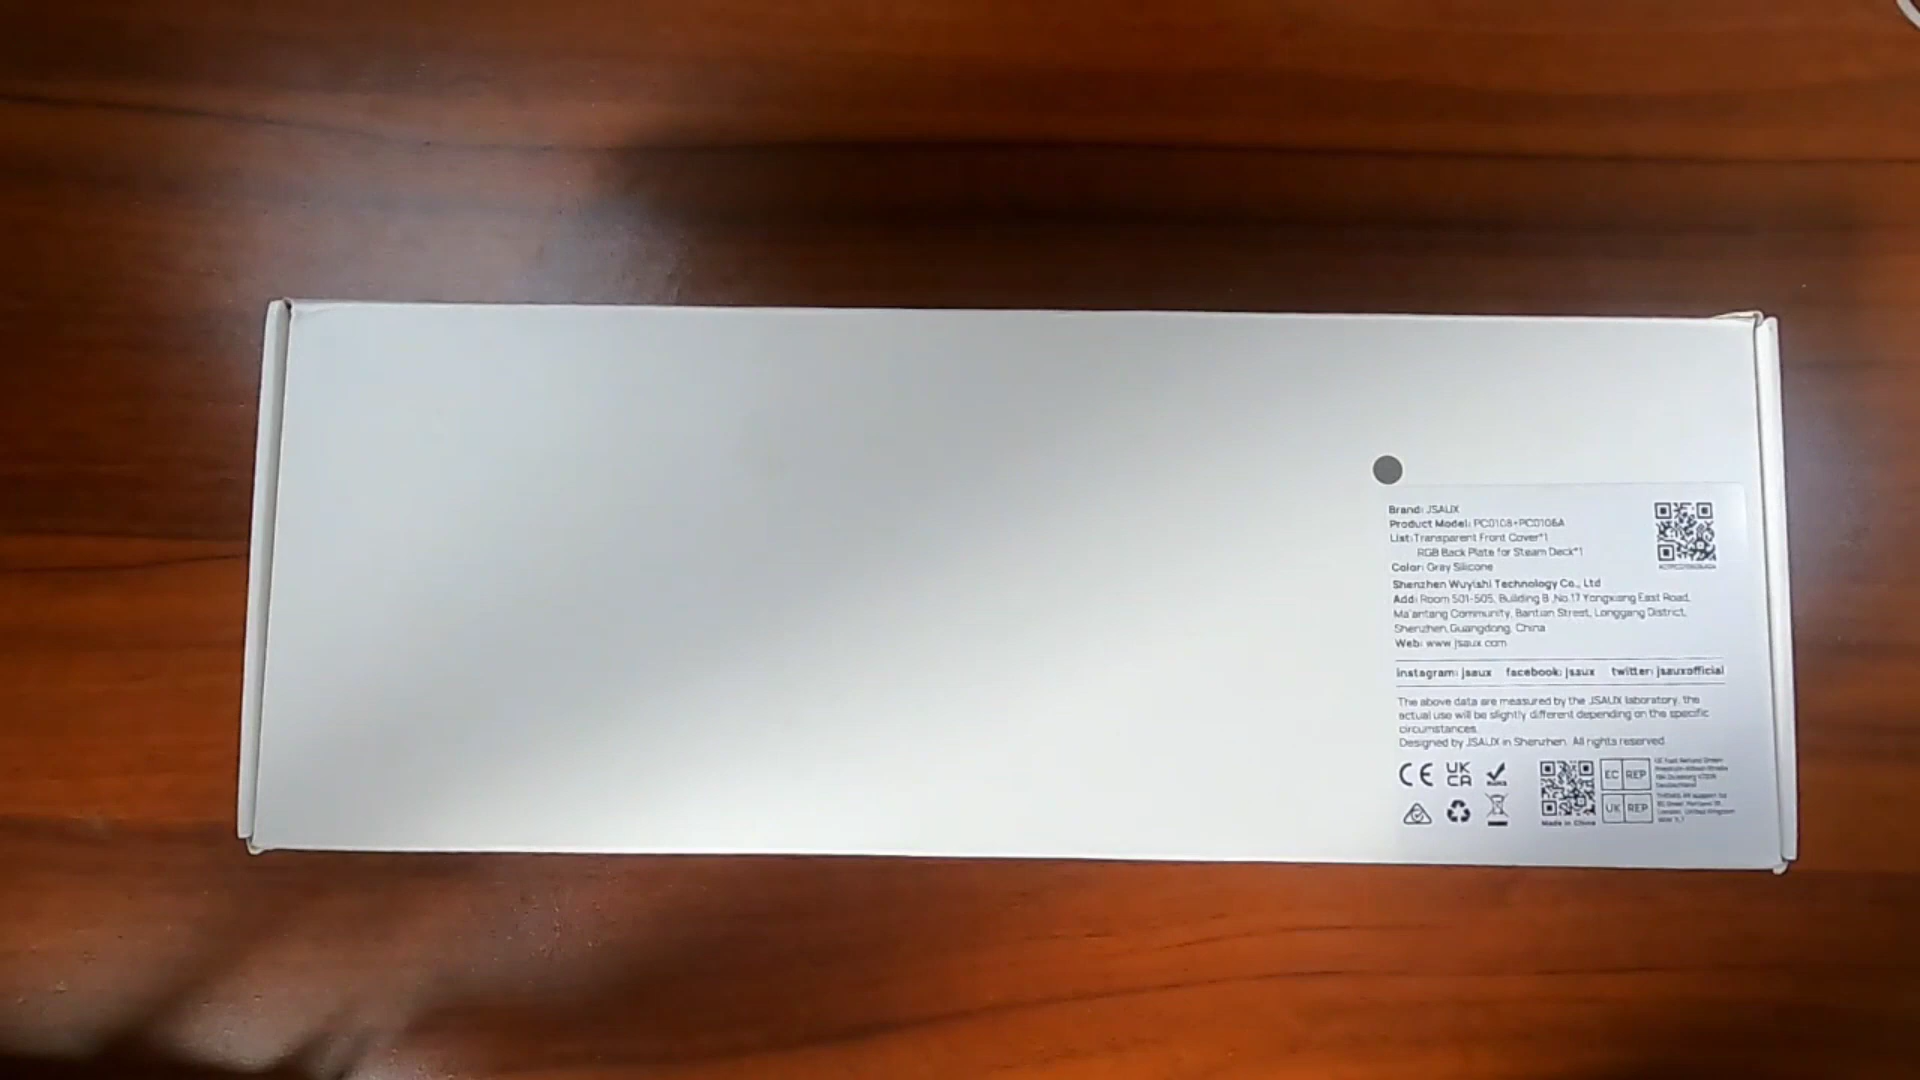 Brand: JSAUX
Product Model: PC0108+PC0106A
List:Transparent Front Cover*1
RGB Back Plate for Steam Deck*1
Color: Gray Silicone
Shenzhen Wuyishi Technology Co., Ltd
Add: Room 501-505, Building B ,No.17 Yongxiang East Road,
Ma'antang Community, Bantian Street, Longgang District,
Shenzhen, Guangdong, China
Web: www.jsaux.com
instagram: jsaux facebook: jsaux twitter: jsauxofficial
The above data are measured by the JSAUX laboratory, the
actual use will be slightly different depending on the specific
circumstances.
Designed by JSAUX in Shenzhen. All rights reserved.
CE
UK
CA
RoHS
Made in China
EC REP
UK REP